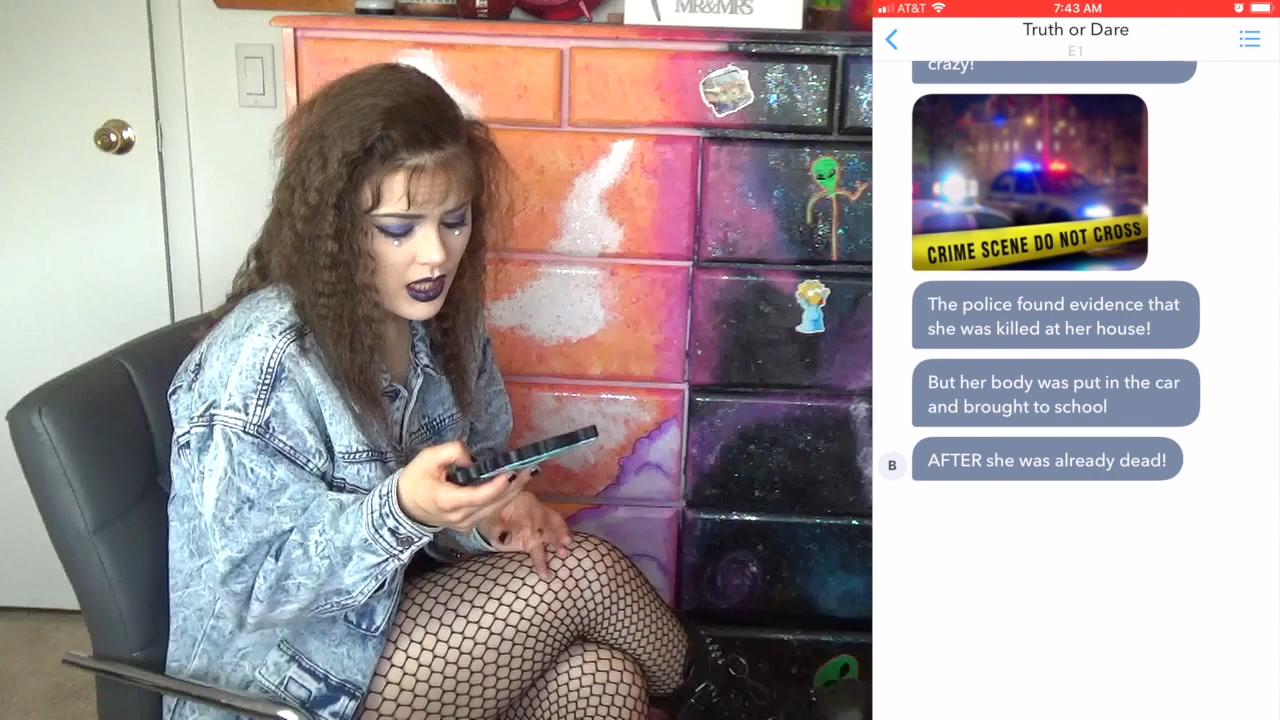 MR&MRS
AT&T
7:43 AM
Truth or Dare
E1
crazy!
CRIME SCENE DO NOT CROSS
The police found evidence that
she was killed at her house!
But her body was put in the car
and brought to school
B
AFTER she was already dead!